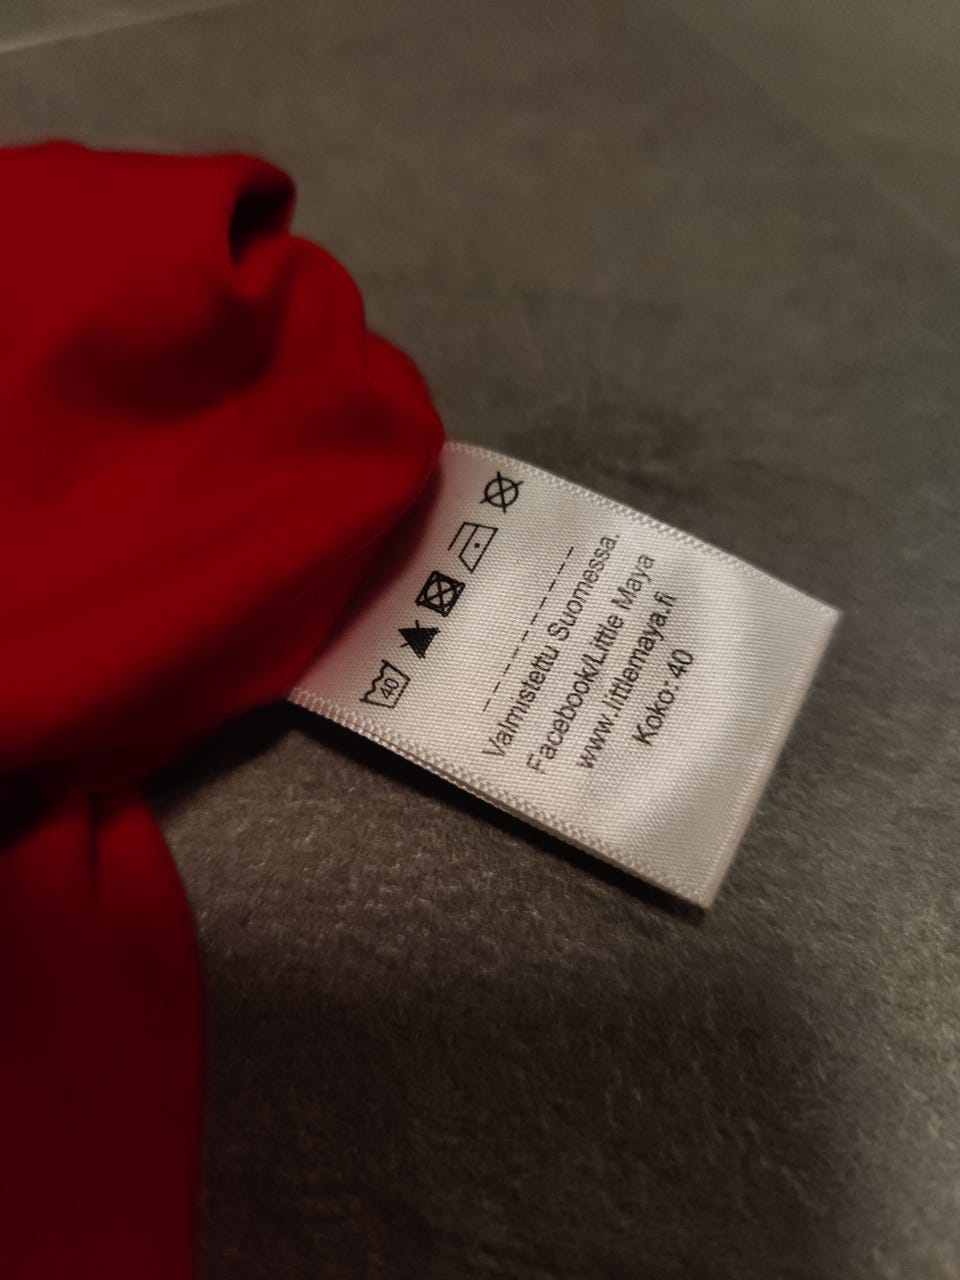 40
--------------
Valmistettu Suomessa.
Facebook/Little Maya
www.littlemaya.fi
Koko: 40